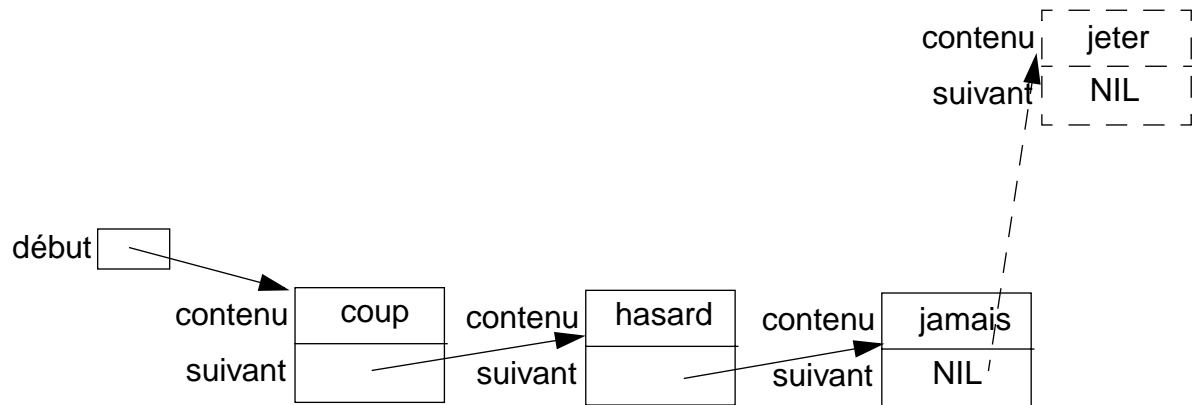 contenu jeter
suivant NIL
début
contenu coup contenu hasard contenu jamais
suivant suivant suivant NIL